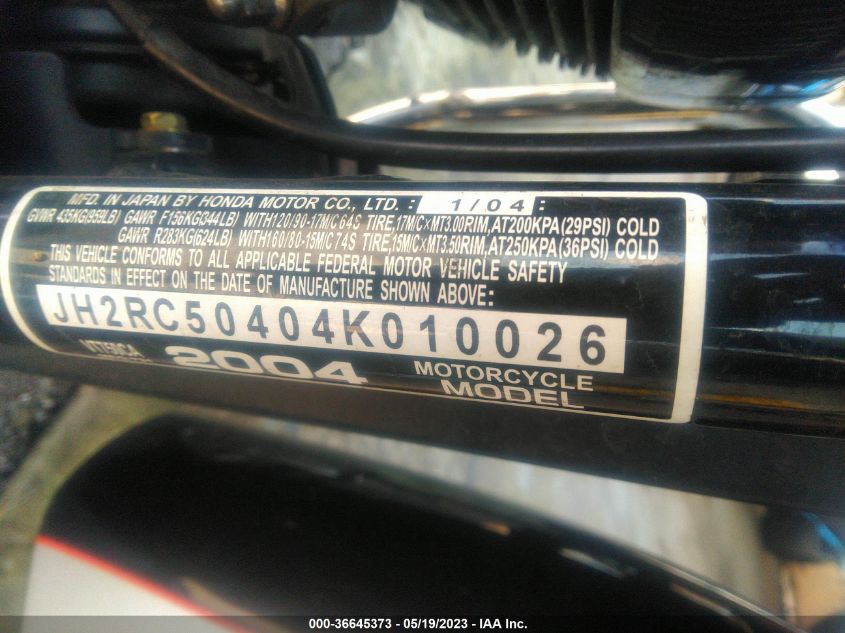 MFD. IN JAPAN BY HONDA MOTOR CO., LTD. : 1/04 :
GVWR 435KG(959LB) GAWR F156KG(344LB) WITH120/90-17M/C 64S TIRE,17M/C×MT3.00RIM,AT200KPA(29PSI) COLD
GAWR R283KG(624LB) WITH160/80-15M/C 74S TIRE,15M/C×MT3.50RIM,AT250KPA(36PSI) COLD
THIS VEHICLE CONFORMS TO ALL APPLICABLE FEDERAL MOTOR VEHICLE SAFETY
STANDARDS IN EFFECT ON THE DATE OF MANUFACTURE SHOWN ABOVE:
JH2RC50404K010026
2004 MOTORCYCLE
MODEL
000-36645373 - 05/19/2023 - IAA Inc.